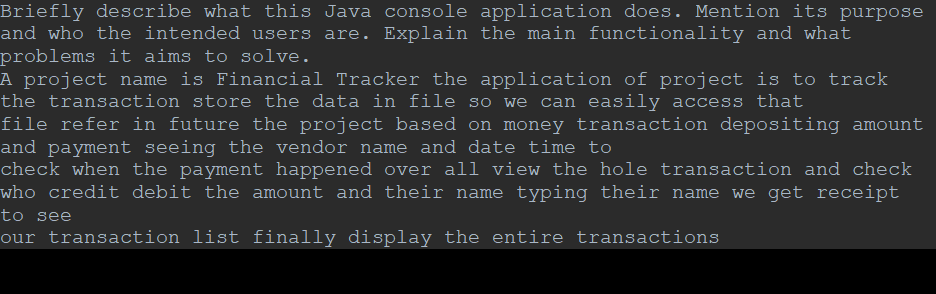 Briefly describe what this Java console application does. Mention its purpose
and who the intended users are. Explain the main functionality and what
problems it aims to solve.
A project name is Financial Tracker the application of project is to track
the transaction store the data in file so we can easily access that
file refer in future the project based on money transaction depositing amount
and payment seeing the vendor name and date time to
check when the payment happened over all view the hole transaction and check
who credit debit the amount and their name typing their name we get receipt
to see
our transaction list finally display the entire transactions